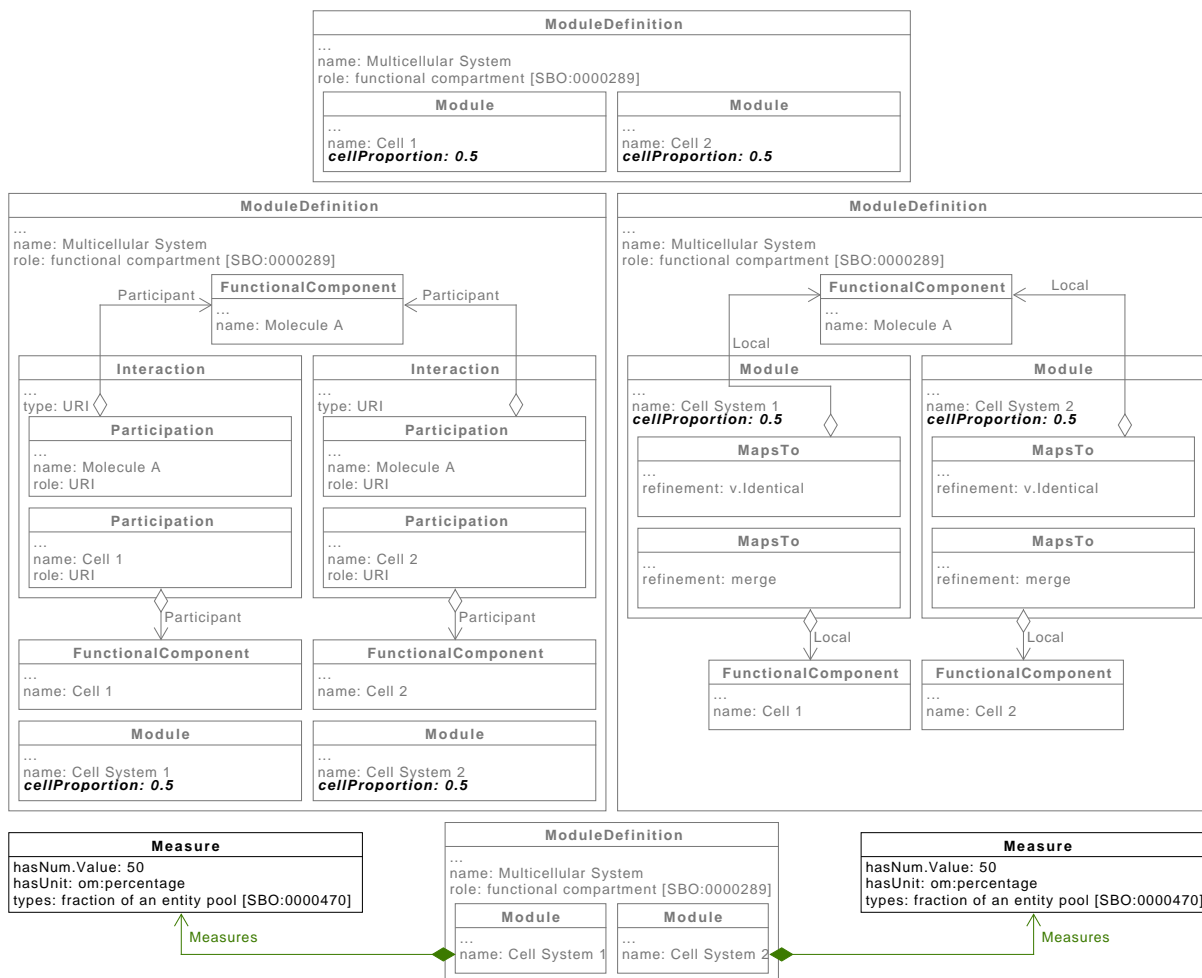 ModuleDefinition
...
name: Multicellular System
role: functional compartment [SBO:0000289]
Module
...
name: Cell 1
cellProportion: 0.5
Module
...
name: Cell 2
cellProportion: 0.5
ModuleDefinition
...
name: Multicellular System
role: functional compartment [SBO:0000289]
Participant
FunctionalComponent
...
name: Molecule A
Participant
Interaction
...
type: URI
Participation
...
name: Molecule A
role: URI
Participation
...
name: Cell 1
role: URI
Participant
FunctionalComponent
...
name: Cell 1
Module
...
name: Cell System 1
cellProportion: 0.5
Interaction
...
type: URI
Participation
...
name: Molecule A
role: URI
Participation
...
name: Cell 2
role: URI
Participant
FunctionalComponent
...
name: Cell 2
Module
...
name: Cell System 2
cellProportion: 0.5
ModuleDefinition
...
name: Multicellular System
role: functional compartment [SBO:0000289]
FunctionalComponent
...
name: Molecule A
Local
Local
Module
...
name: Cell System 1
cellProportion: 0.5
MapsTo
...
refinement: v.Identical
MapsTo
...
refinement: merge
Local
FunctionalComponent
...
name: Cell 1
Module
...
name: Cell System 2
cellProportion: 0.5
MapsTo
...
refinement: v.Identical
MapsTo
...
refinement: merge
Local
FunctionalComponent
...
name: Cell 2
Measure
hasNum.Value: 50
hasUnit: om:percentage
types: fraction of an entity pool [SBO:0000470]
Measures
ModuleDefinition
...
name: Multicellular System
role: functional compartment [SBO:0000289]
Module
...
name: Cell System 1
Module
...
name: Cell System 2
Measure
hasNum.Value: 50
hasUnit: om:percentage
types: fraction of an entity pool [SBO:0000470]
Measures